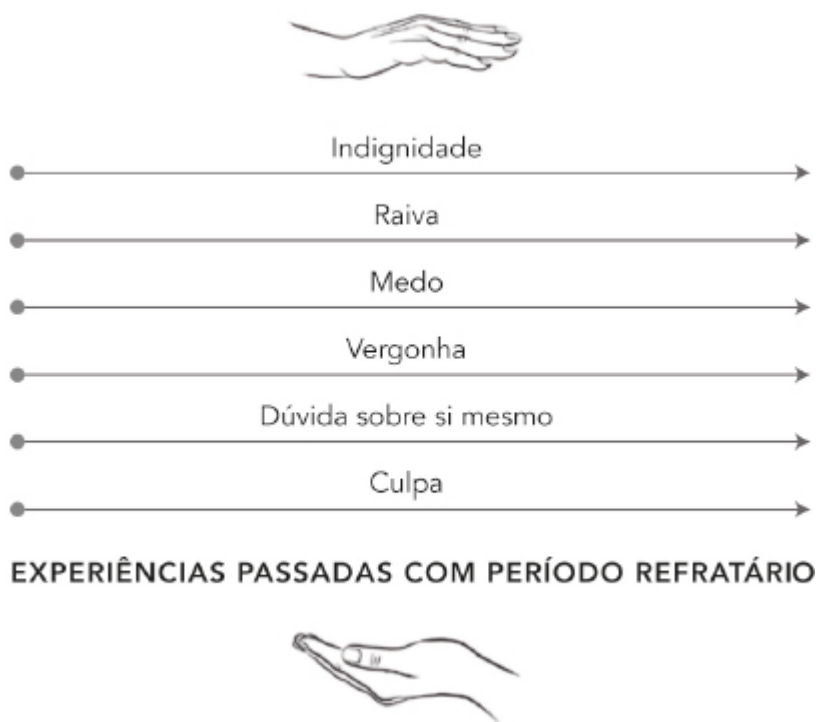 Indignidade
Raiva
Medo
Vergonha
Dúvida sobre si mesmo
Culpa
EXPERIÊNCIAS PASSADAS COM PERÍODO REFRATÁRIO